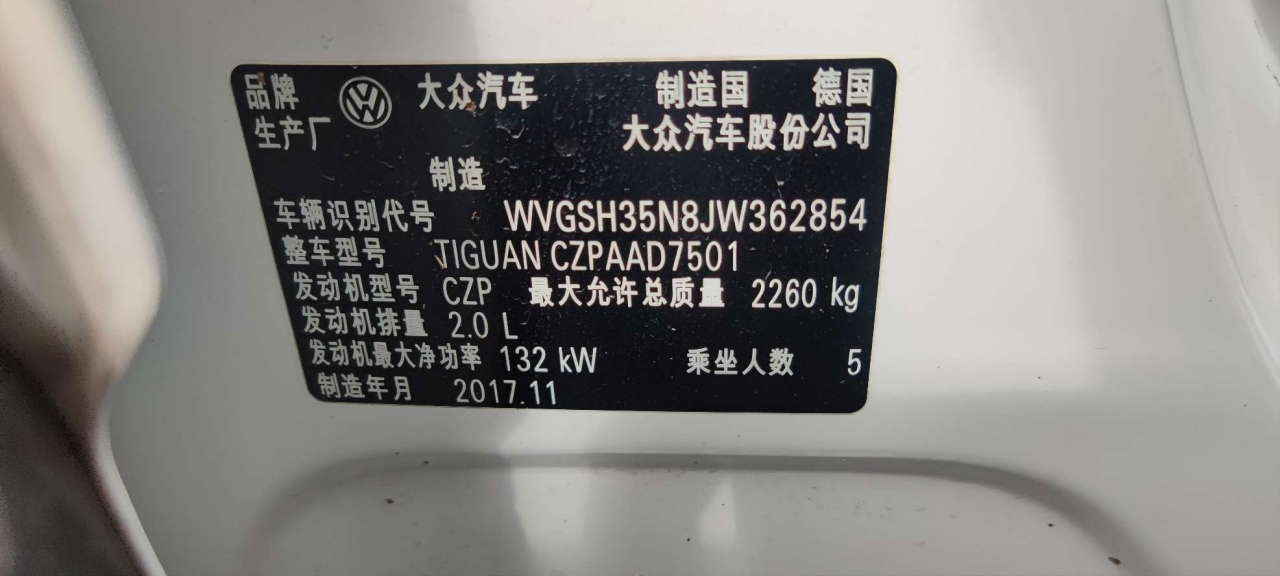 品牌 大众汽车 制造国 德国
生产厂 大众汽车股份公司
制造
车辆识别代号 WVGSH35N8JW362854
整车型号 TIGUAN CZPAAD7501
发动机型号 CZP 最大允许总质量 2260 kg
发动机排量 2.0 L
发动机最大净功率 132 kW 乘坐人数 5
制造年月 2017.11